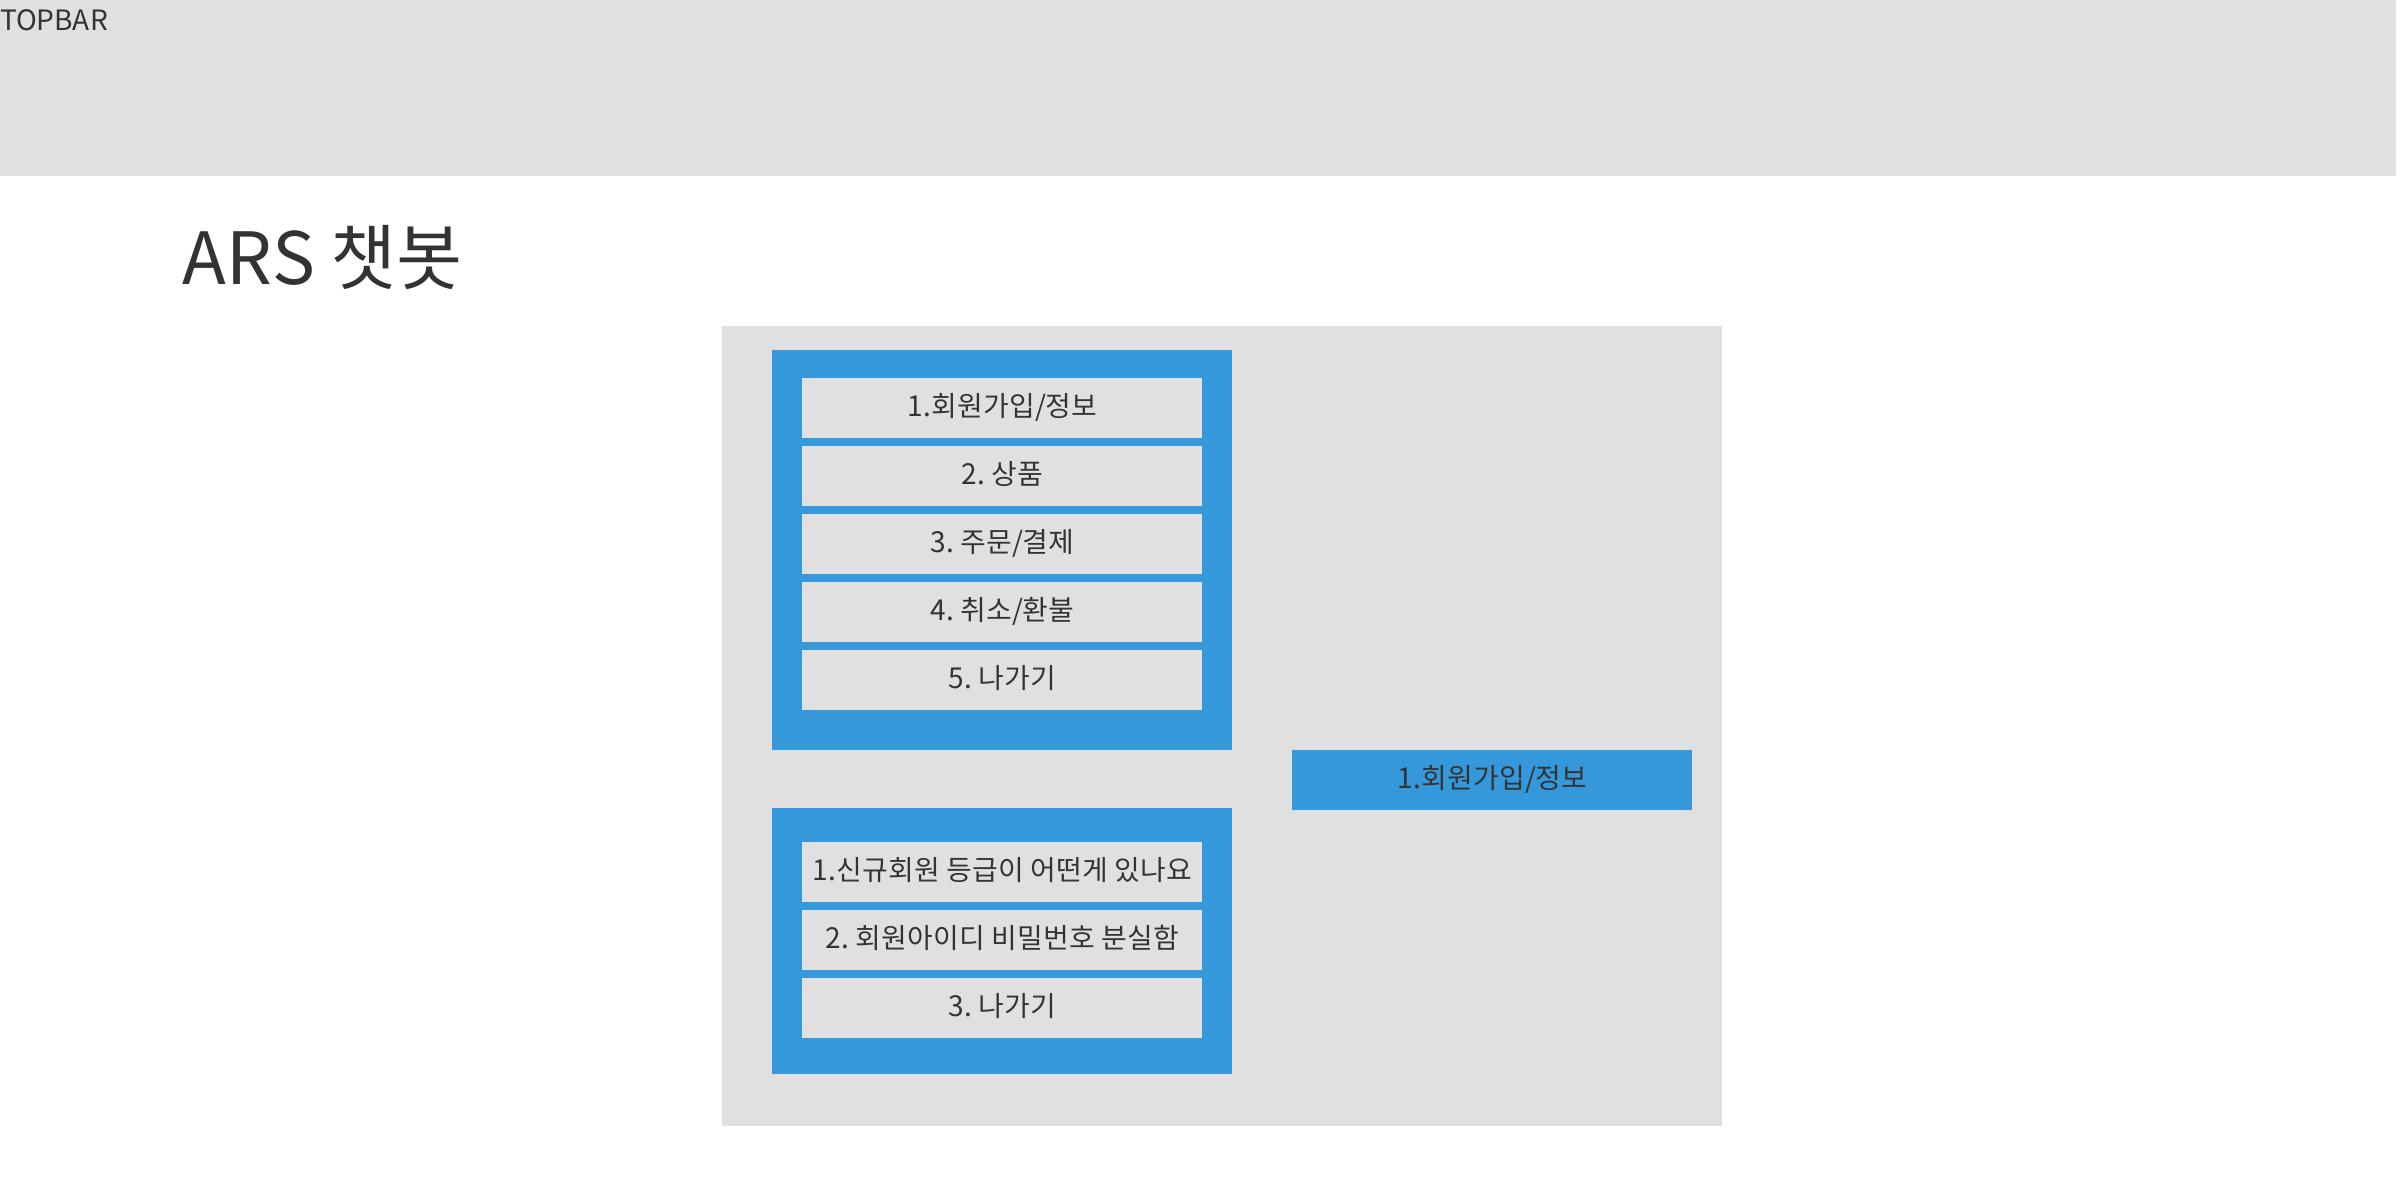 TOPBAR
ARS 챗봇
1.회원가입/정보
2. 상품
3. 주문/결제
4. 취소/환불
5. 나가기
1.회원가입/정보
1.신규회원 등급이 어떤게 있나요
2. 회원아이디 비밀번호 분실함
3. 나가기